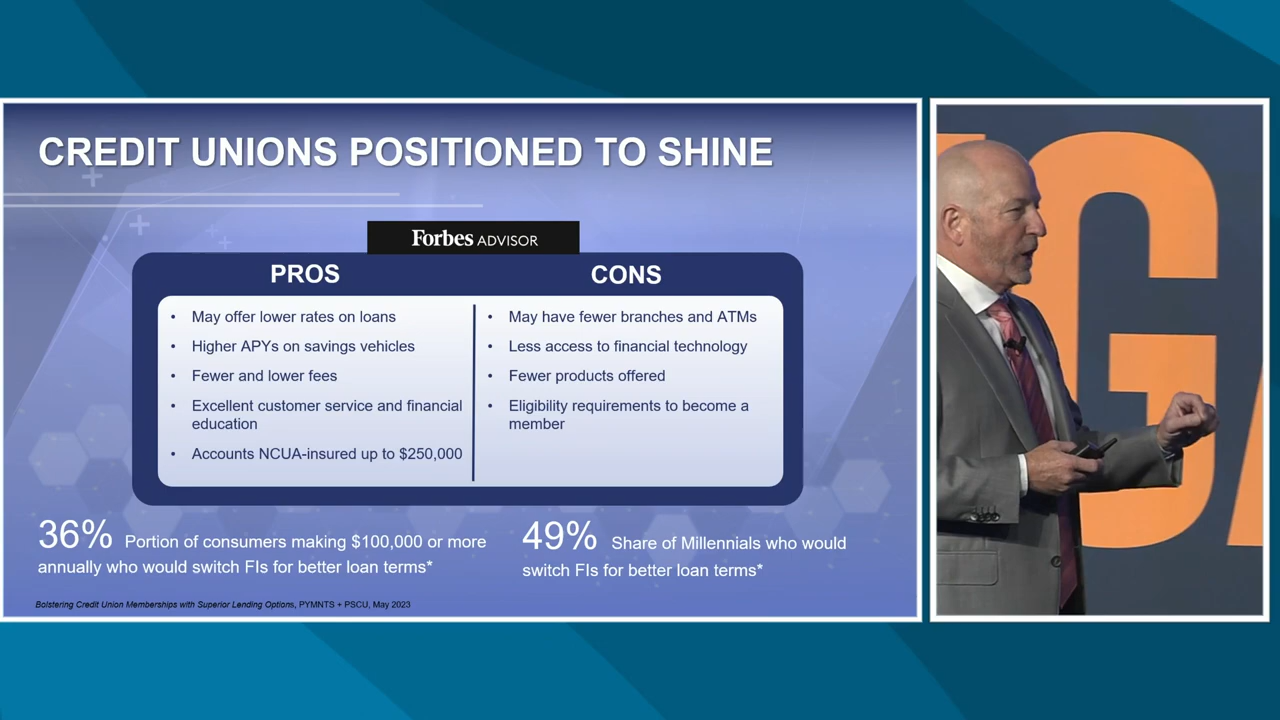 CREDIT UNIONS POSITIONED TO SHINE
Forbes ADVISOR
PROS
CONS
• May offer lower rates on loans
• Higher APYs on savings vehicles
• Fewer and lower fees
• Excellent customer service and financial
education
• Accounts NCUA-insured up to $250,000
• May have fewer branches and ATMs
• Less access to financial technology
• Fewer products offered
• Eligibility requirements to become a
member
36% Portion of consumers making $100,000 or more
annually who would switch FIs for better loan terms*
49% Share of Millennials who would
switch FIs for better loan terms*
Bolstering Credit Union Memberships with Superior Lending Options, PYMNTS + PSCU, May 2023
G